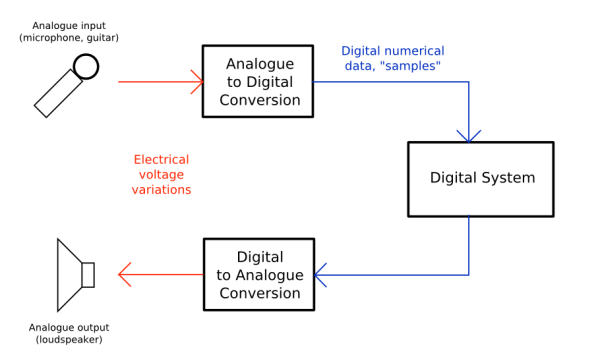 Analogue input
(microphone, guitar)
Analogue
to Digital
Conversion
Digital numerical
data, "samples"
Electrical
voltage
variations
Digital System
Digital
to Analogue
Conversion
Analogue output
(loudspeaker)